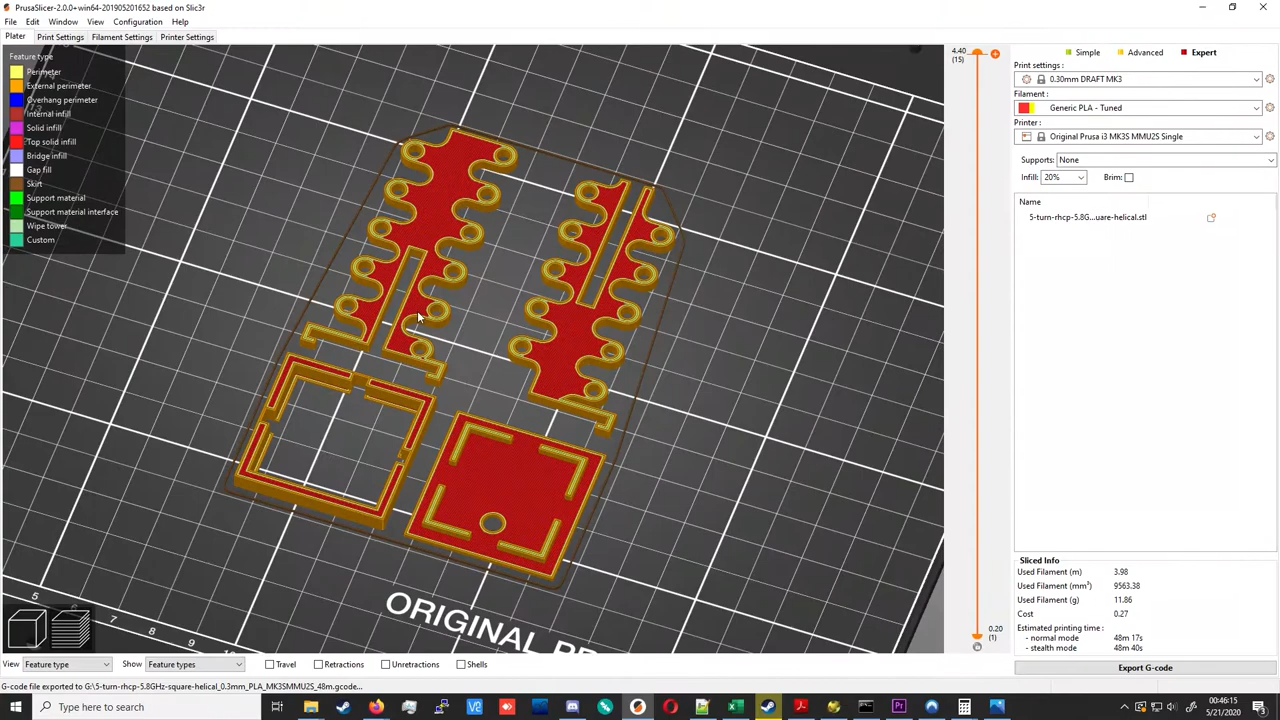 PrusaSlicer-2.0.0+win64-201905201652 based on Slic3r
File Edit Window View Configuration Help
Plater Print Settings Filament Settings Printer Settings
Feature type
Perimeter
External perimeter
Overhang perimeter
Internal infill
Solid infill
Top solid infill
Bridge infill
Gap fill
Skirt
Support material
Support material interface
Wipe tower
Custom
4.40
(15)
Simple Advanced Expert
Print settings :
0.30mm DRAFT MK3
Filament :
Generic PLA - Tuned
Printer :
Original Prusa i3 MK3S MMU2S Single
Supports: None
Infill: 20% Brim:
Name
5-turn-rhcp-5.8G...uare-helical.stl
ORIGINAL
5
7
8
9
0.20
(1)
Sliced Info
Used Filament (m) 3.98
Used Filament (mm³) 9563.38
Used Filament (g) 11.86
Cost 0.27
Estimated printing time :
- normal mode 48m 17s
- stealth mode 48m 40s
View Feature type Show Feature types Travel Retractions Unretractions Shells
Export G-code
G-code file exported to G:\5-turn-rhcp-5.8GHz-square-helical_0.3mm_PLA_MK3SMMU2S_48m.gcode...
Type here to search
00:46:15
5/21/2020